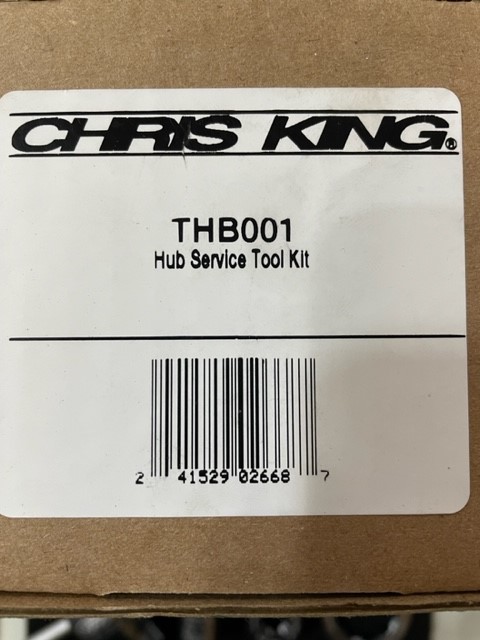 CHRIS KING®
THB001
Hub Service Tool Kit
2 41529 02668 7